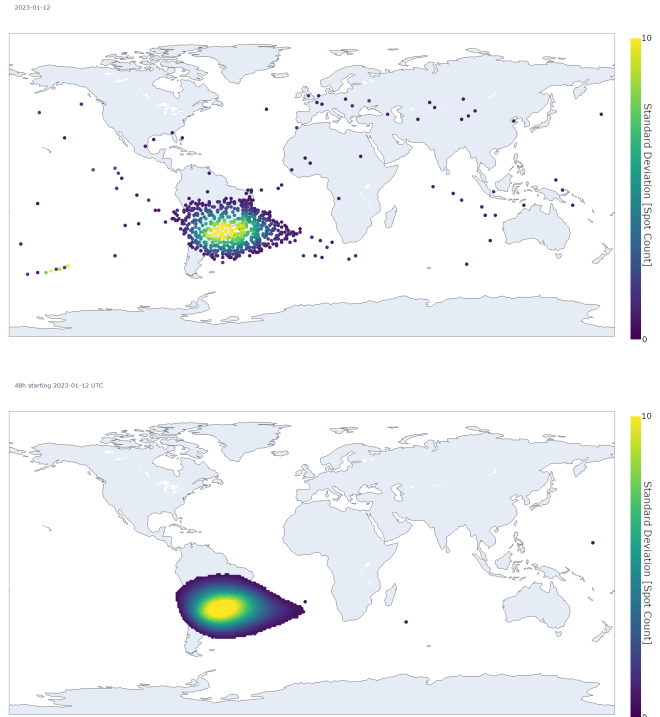 2023-01-12
10
Standard Deviation [Spot Count]
0
48h starting 2023-01-12 UTC
10
Standard Deviation [Spot Count]
0